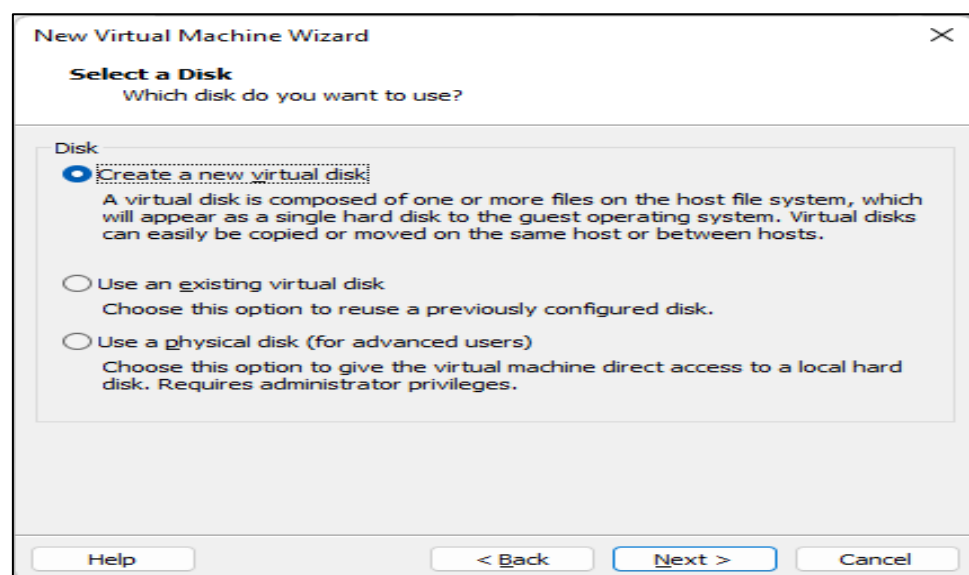 New Virtual Machine Wizard
Select a Disk
Which disk do you want to use?
Disk
Create a new virtual disk
A virtual disk is composed of one or more files on the host file system, which
will appear as a single hard disk to the guest operating system. Virtual disks
can easily be copied or moved on the same host or between hosts.
Use an existing virtual disk
Choose this option to reuse a previously configured disk.
Use a physical disk (for advanced users)
Choose this option to give the virtual machine direct access to a local hard
disk. Requires administrator privileges.
Help < Back Next > Cancel